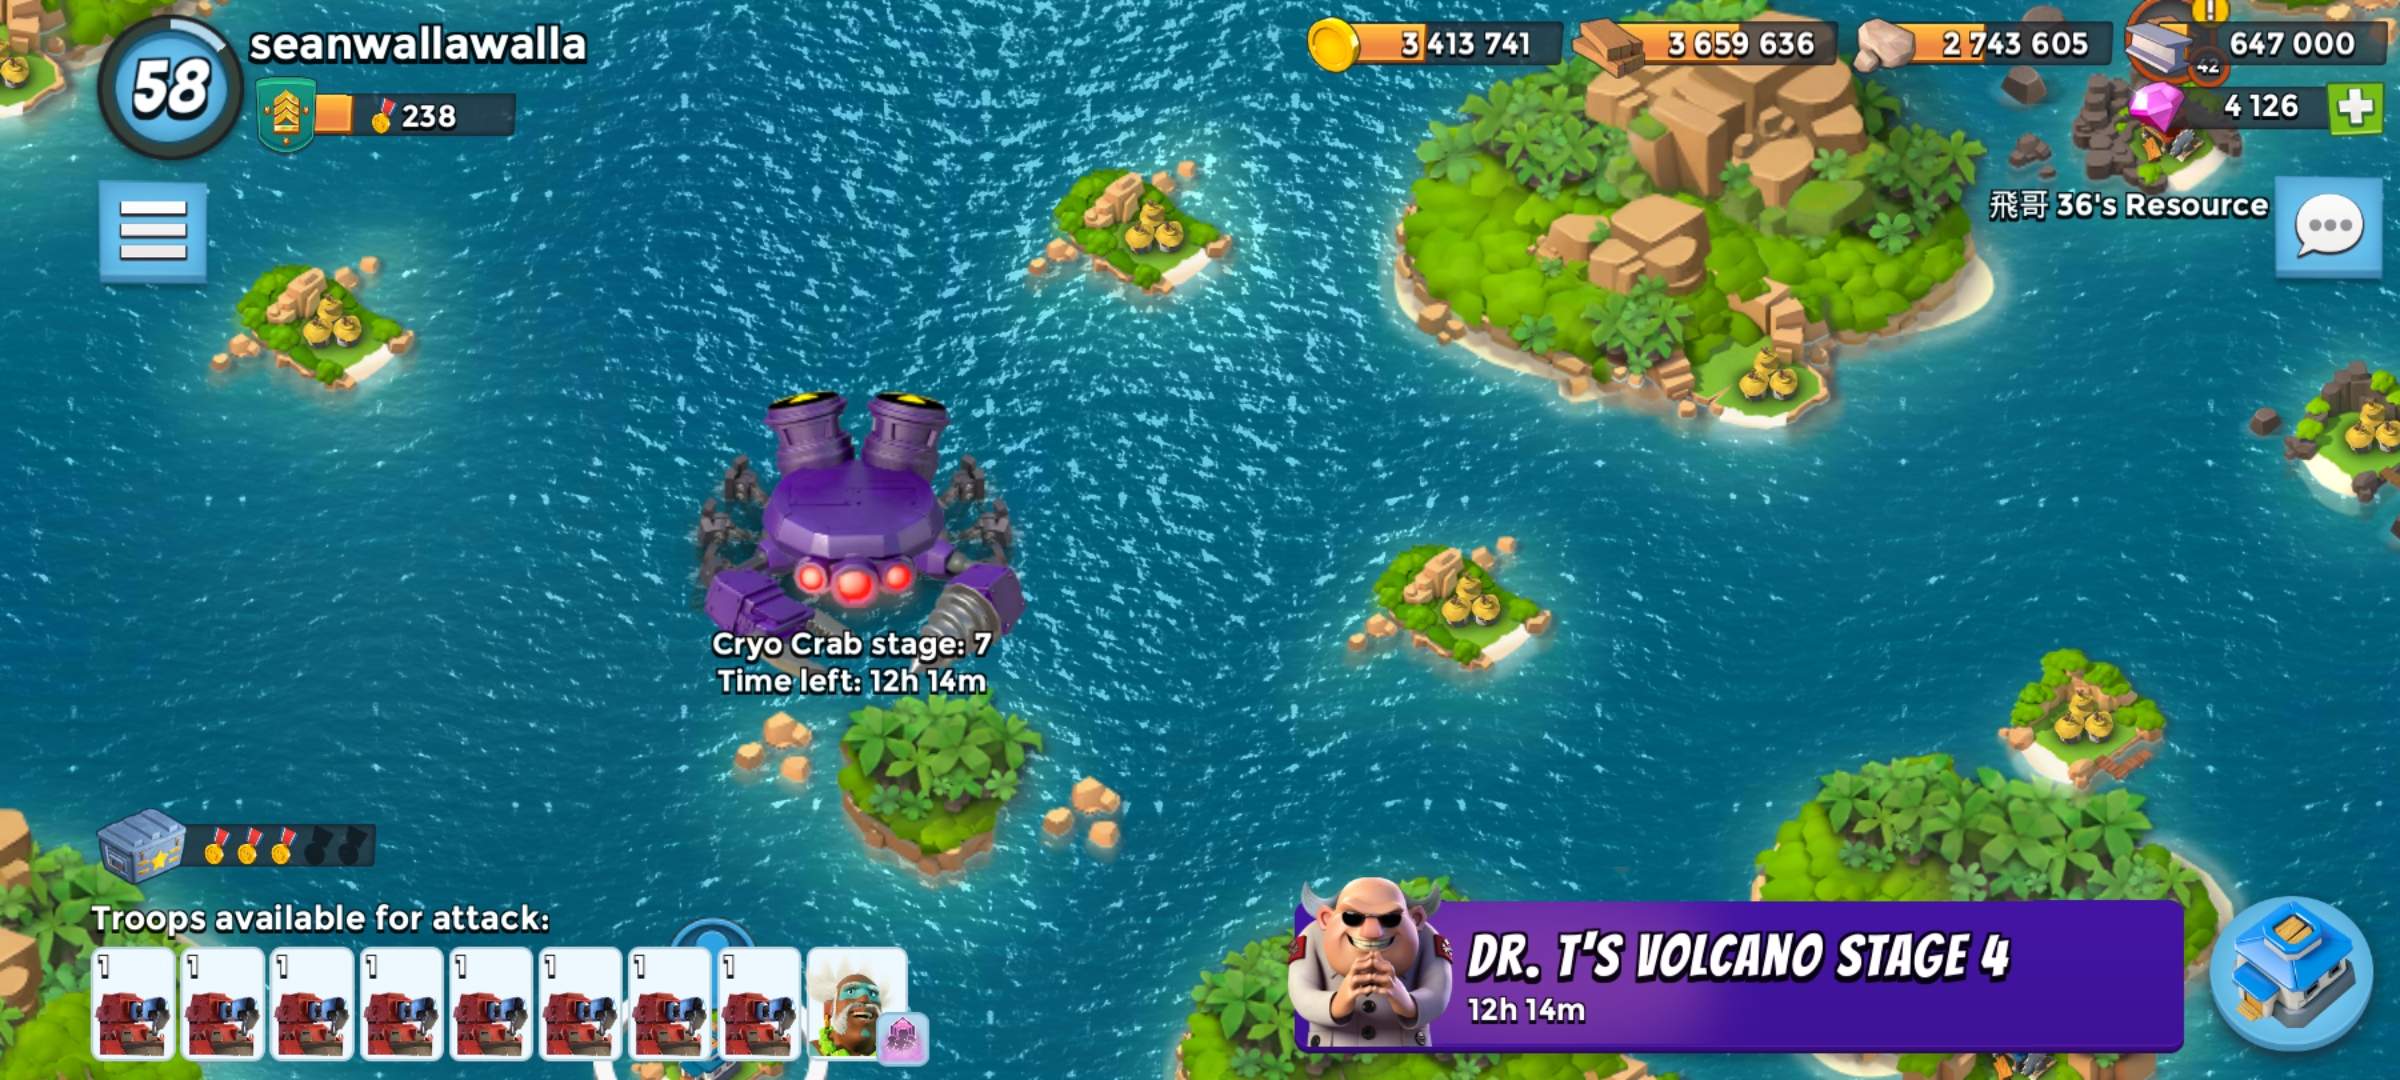 58
seanwallawalla
238
3 413 741
3 659 636
2 743 605
647 000
42
4 126
飛哥 36's Resource
Cryo Crab stage: 7
Time left: 12h 14m
Troops available for attack:
1 1 1 1 1 1 1 1
DR. T'S VOLCANO STAGE 4
12h 14m